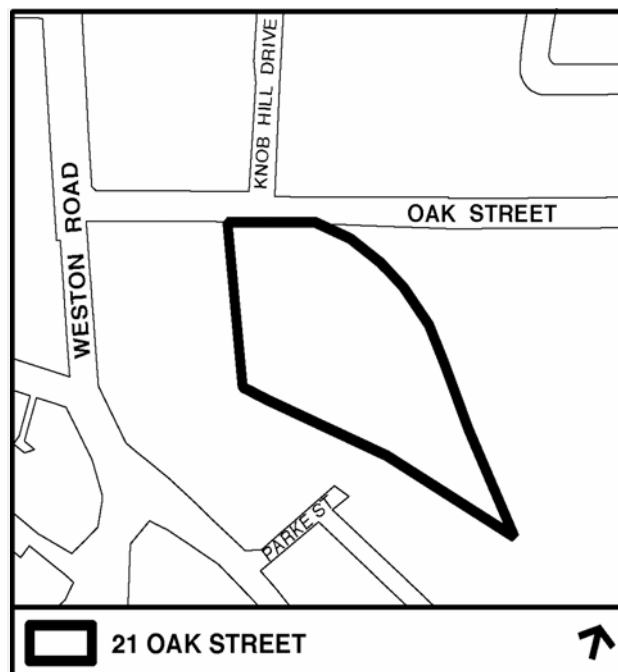 KNOB HILL DRIVE
WESTON ROAD
OAK STREET
PARKE ST
21 OAK STREET